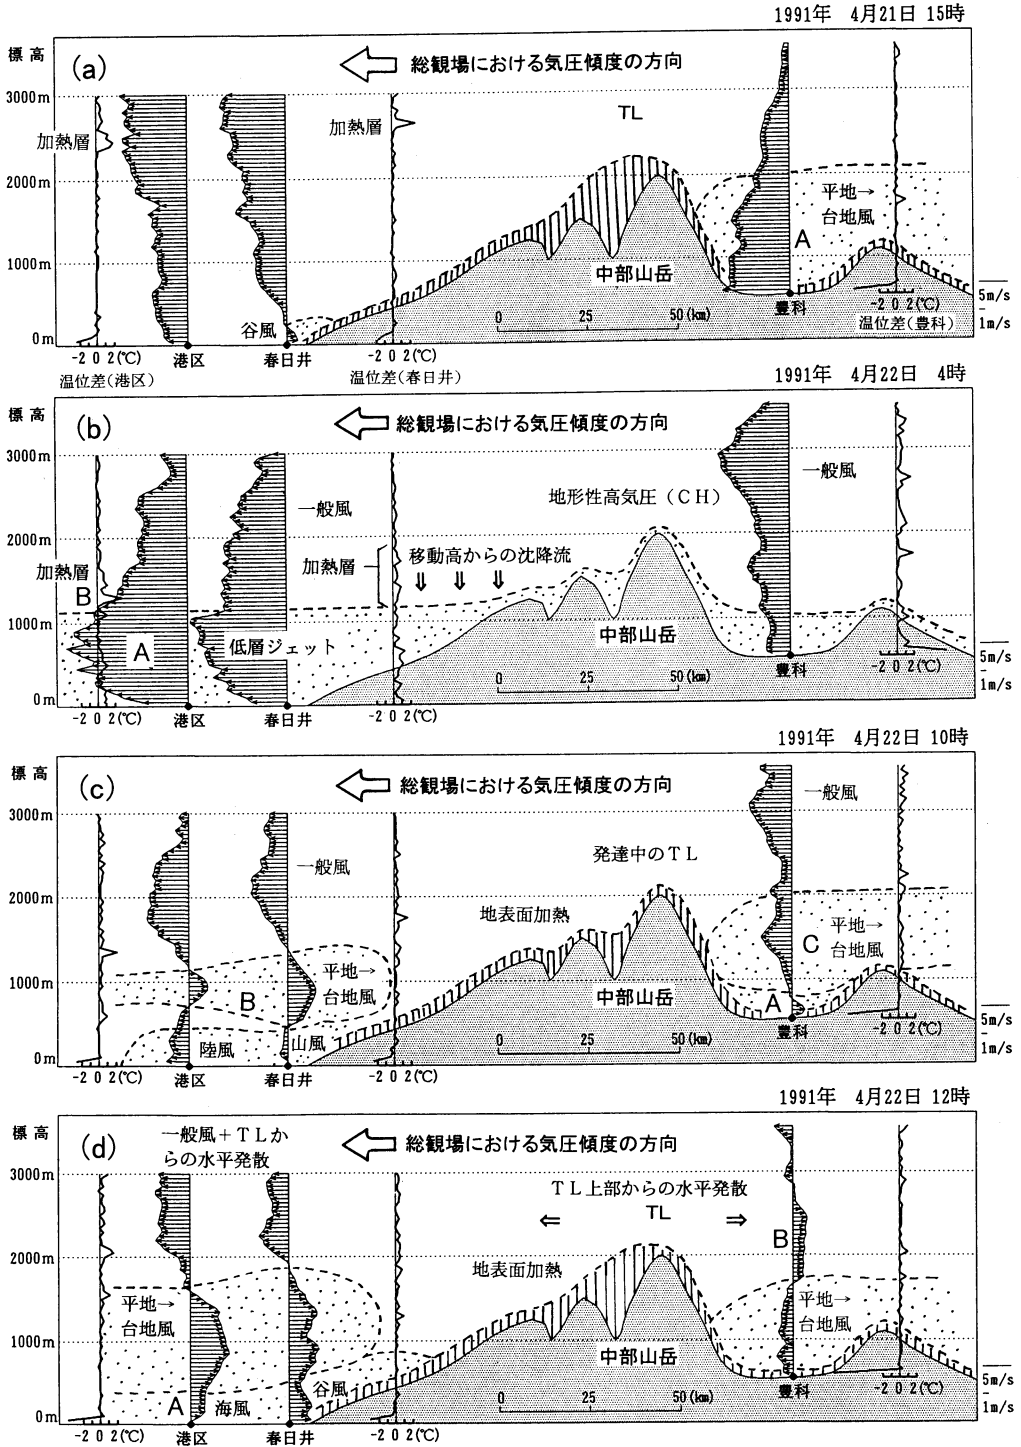 1991年 4月21日 15時
標高
(a)
総観場における気圧傾度の方向
3000m
TL
加熱層
加熱層
2000m
平地→
台地風
A
1000m
中部山岳
谷風
0 25 50(km)
豊科
-2 0 2(℃)
温位差(豊科)
5m/s
1m/s
0m
-2 0 2(℃)
港区
春日井
-2 0 2(℃)
温位差(港区)
温位差(春日井)
1991年 4月22日 4時
標高
(b)
総観場における気圧傾度の方向
3000m
一般風
地形性高気圧(CH)
一般風
2000m
加熱層
B
加熱層
移動高からの沈降流
1000m
A
低層ジェット
中部山岳
0 25 50(km)
豊科
-2 0 2(℃)
5m/s
1m/s
0m
-2 0 2(℃)
港区
春日井
-2 0 2(℃)
1991年 4月22日 10時
標高
(c)
総観場における気圧傾度の方向
3000m
一般風
一般風
発達中のTL
2000m
地表面加熱
平地→
台地風
C
平地→
台地風
1000m
B
中部山岳
A
陸風
山風
0 25 50(km)
豊科
-2 0 2(℃)
5m/s
1m/s
0m
-2 0 2(℃)
港区
春日井
-2 0 2(℃)
1991年 4月22日 12時
標高
(d)
一般風+TLか
らの水平発散
総観場における気圧傾度の方向
3000m
TL上部からの水平発散
⇐ TL ⇒
B
2000m
地表面加熱
平地→
台地風
平地→
台地風
1000m
中部山岳
谷風
A
海風
0 25 50(km)
豊科
-2 0 2(℃)
5m/s
1m/s
0m
-2 0 2(℃)
港区
春日井
-2 0 2(℃)